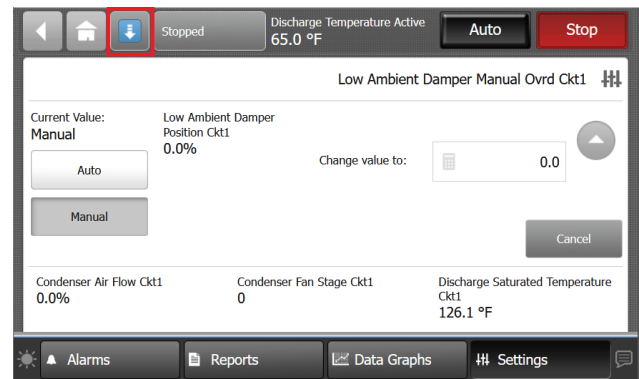 Stopped
Discharge Temperature Active
65.0 °F
Auto
Stop
Low Ambient Damper Manual Ovrd Ckt1
Current Value:
Manual
Low Ambient Damper
Position Ckt1
0.0%
Auto
Manual
Change value to:
0.0
Cancel
Condenser Air Flow Ckt1
0.0%
Condenser Fan Stage Ckt1
0
Discharge Saturated Temperature
Ckt1
126.1 °F
Alarms
Reports
Data Graphs
Settings